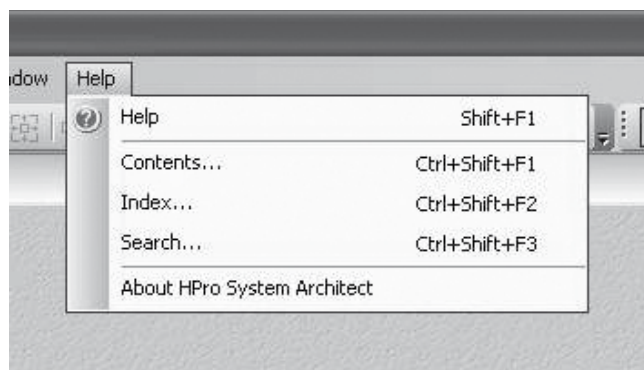 ndow Help
Help Shift+F1
Contents... Ctrl+Shift+F1
Index... Ctrl+Shift+F2
Search... Ctrl+Shift+F3
About HPro System Architect